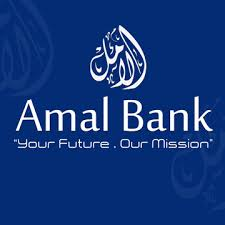 الأمل
Amal Bank
"Your Future . Our Mission"